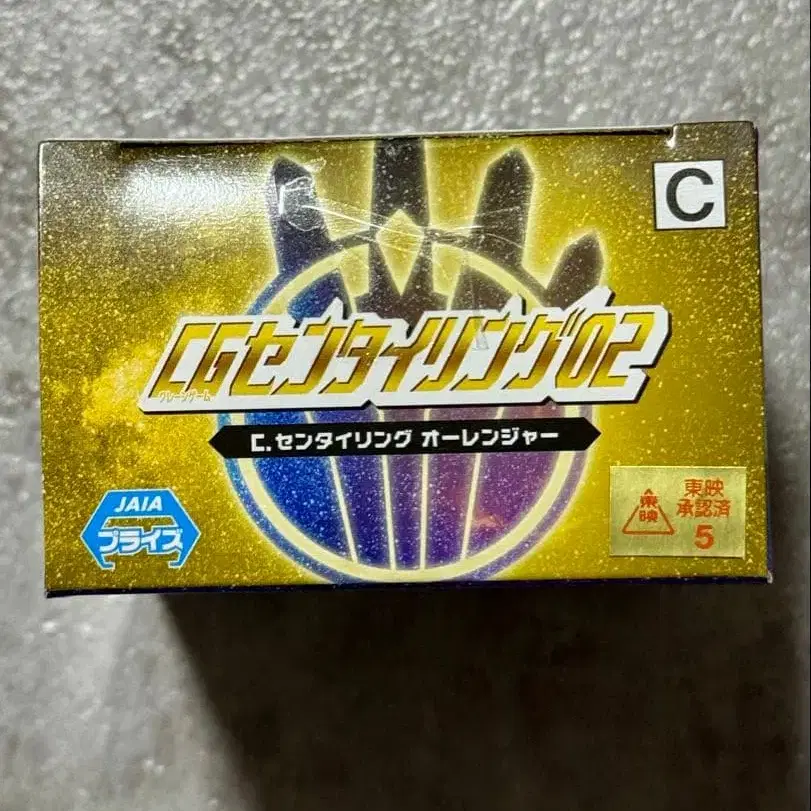 C
CGセンタイリング02
クレーンゲーム
C.センタイリング オーレンジャー
JAIA
プライズ
東映
東映
承認済
5